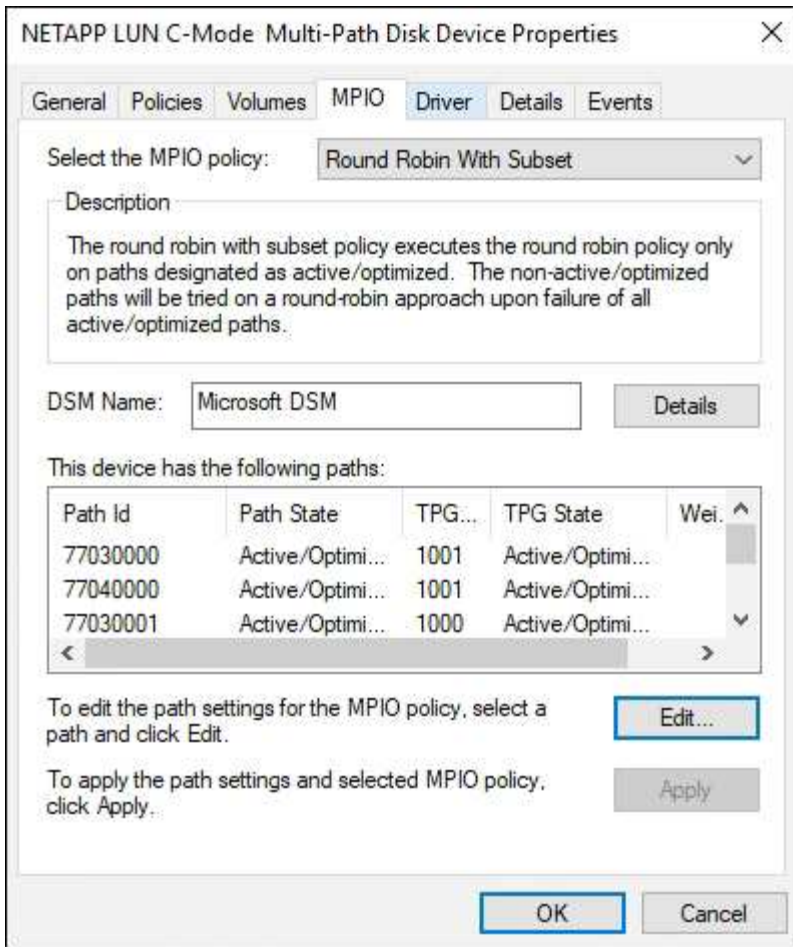 NETAPP LUN C-Mode  Multi-Path Disk Device Properties
General Policies Volumes MPIO Driver Details Events
Select the MPIO policy: Round Robin With Subset
Description
The round robin with subset policy executes the round robin policy only
on paths designated as active/optimized.  The non-active/optimized
paths will be tried on a round-robin approach upon failure of all
active/optimized paths.
DSM Name: Microsoft DSM Details
This device has the following paths:
Path Id Path State TPG... TPG State Wei.
77030000 Active/Optimi... 1001 Active/Optimi...
77040000 Active/Optimi... 1001 Active/Optimi...
77030001 Active/Optimi... 1000 Active/Optimi...
To edit the path settings for the MPIO policy, select a
path and click Edit.
Edit...
To apply the path settings and selected MPIO policy,
click Apply.
Apply
OK Cancel